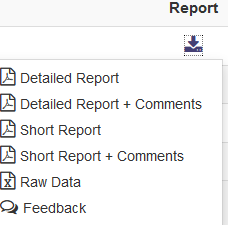 Report
Detailed Report
Detailed Report + Comments
Short Report
Short Report + Comments
Raw Data
Feedback